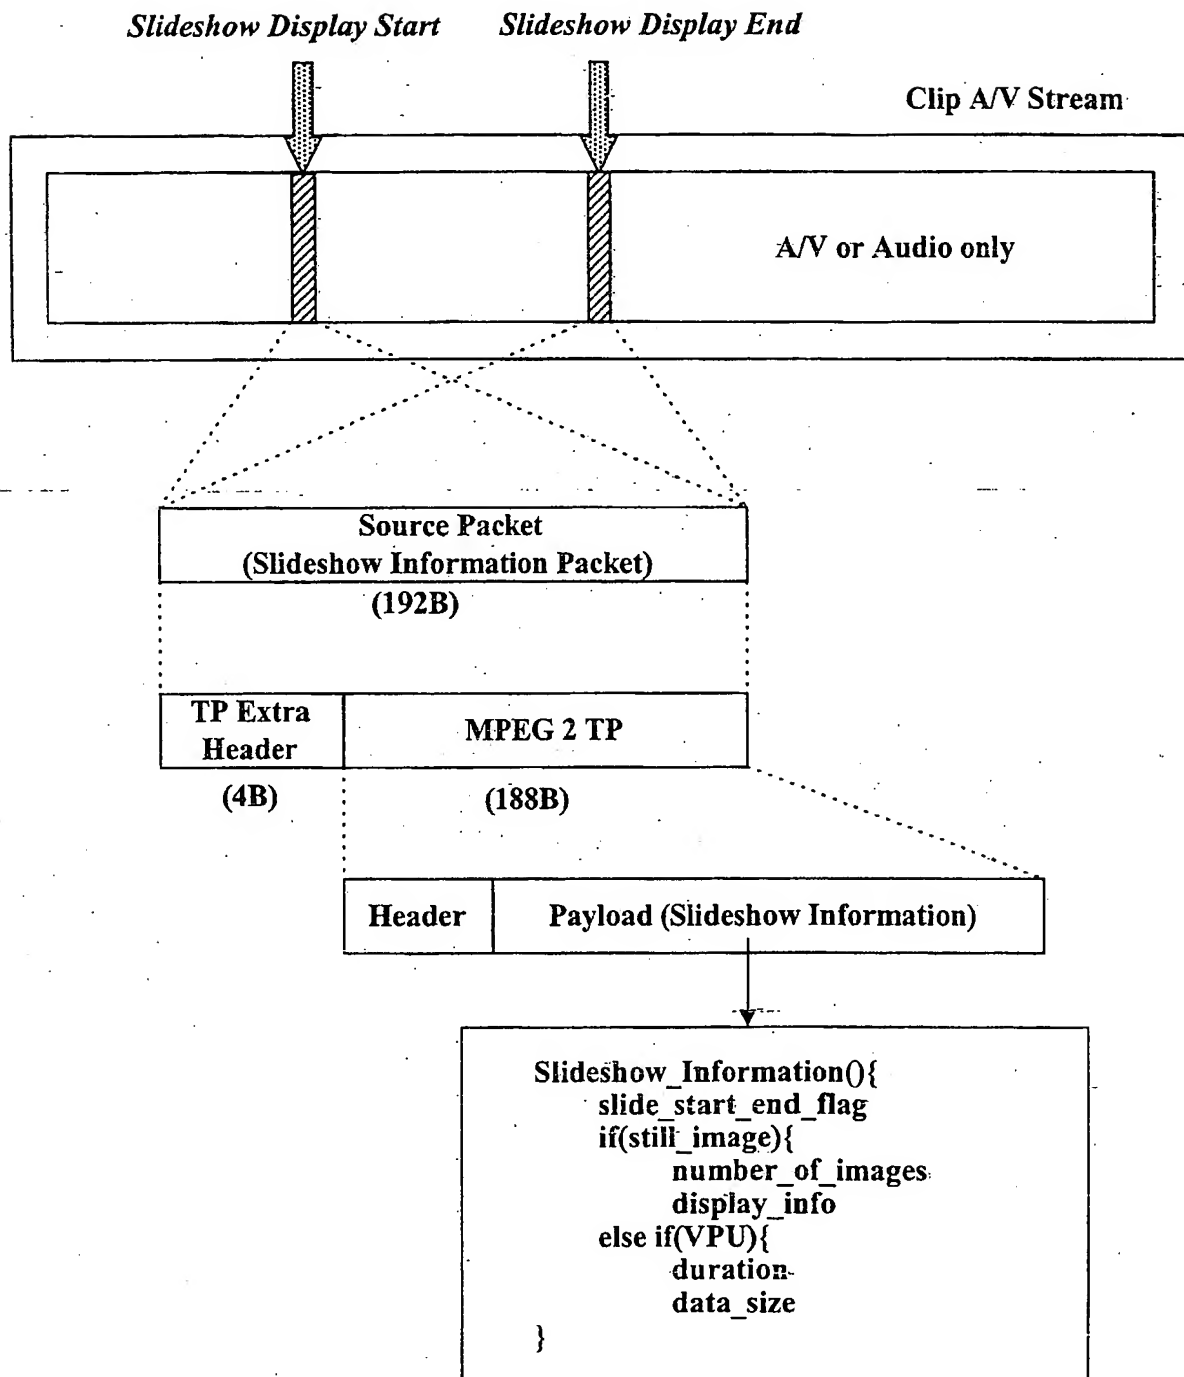 Slideshow Display Start
Slideshow Display End
Clip A/V Stream
A/V or Audio only
Source Packet
(Slideshow Information Packet)
(192B)
TP Extra
Header
MPEG 2 TP
(4B)
(188B)
Header
Payload (Slideshow Information)
Slideshow_Information(){
slide_start_end_flag
if(still_image){
number_of_images
display_info
else if(VPU){
duration
data_size
}